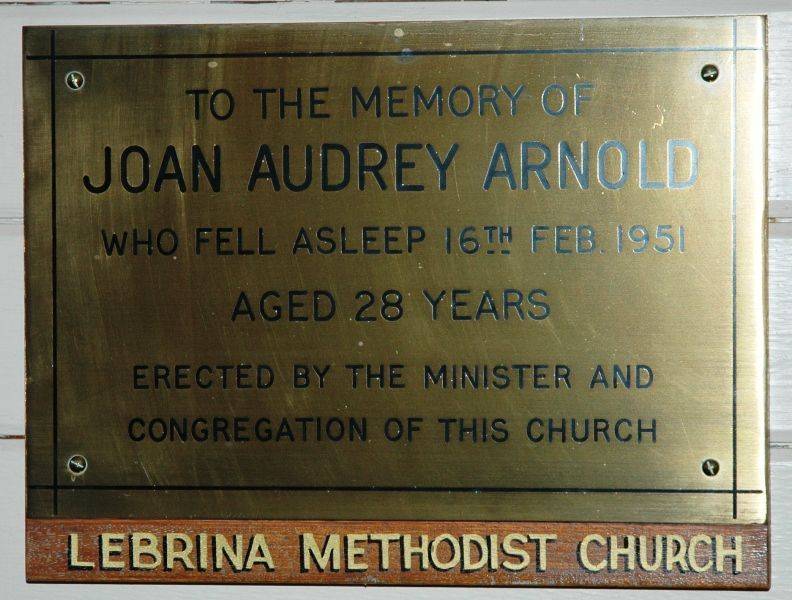 TO THE MEMORY OF
JOAN AUDREY ARNOLD
WHO FELL ASLEEP 16TH FEB. 1951
AGED 28 YEARS
ERECTED BY THE MINISTER AND
CONGREGATION OF THIS CHURCH
LEBRINA METHODIST CHURCH